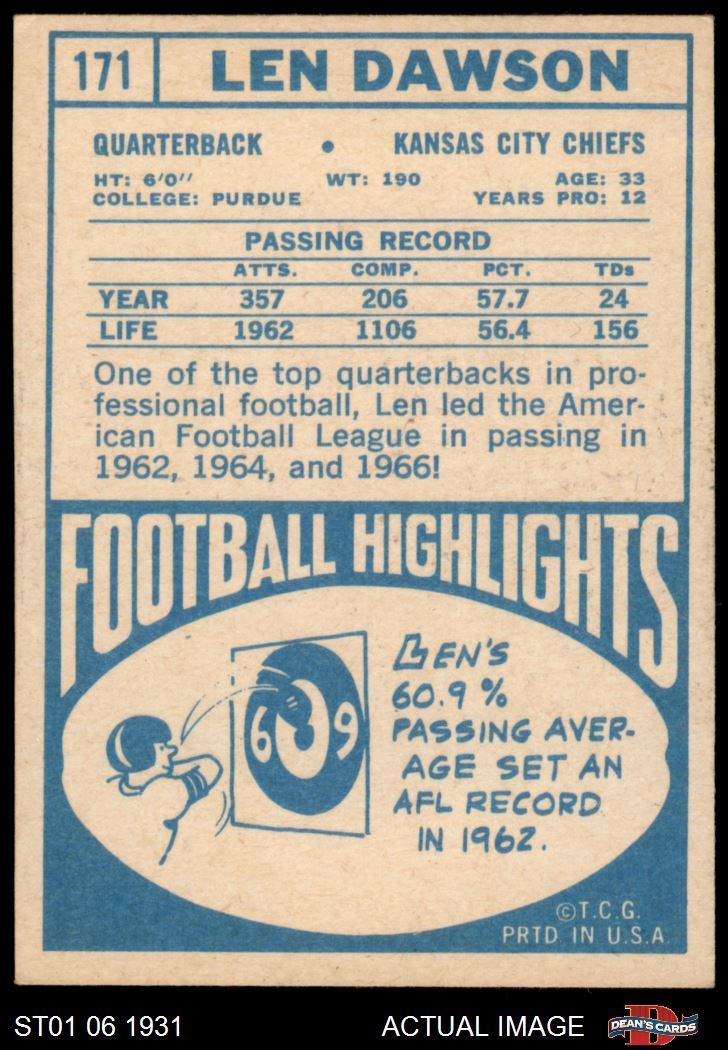 171 LEN DAWSON
QUARTERBACK • KANSAS CITY CHIEFS
HT: 6'0'' WT: 190 AGE: 33
COLLEGE: PURDUE YEARS PRO: 12
PASSING RECORD
ATTS. COMP. PCT. TDs
YEAR 357 206 57.7 24
LIFE 1962 1106 56.4 156
One of the top quarterbacks in pro-
fessional football, Len led the Amer-
ican Football League in passing in
1962, 1964, and 1966!
FOOTBALL HIGHLIGHTS
LEN'S
60.9%
PASSING AVER-
AGE SET AN
AFL RECORD
IN 1962.
6 9
©T.C.G.
PRTD. IN U.S.A.
ST01 06 1931 ACTUAL IMAGE D DEAN'S CARDS